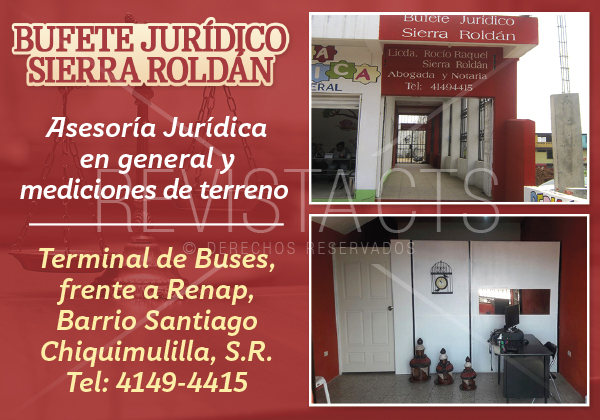 BUFETE JURÍDICO
SIERRA ROLDÁN
Asesoría Jurídica
en general y
mediciones de terreno
Terminal de Buses,
frente a Renap,
Barrio Santiago
Chiquimulilla, S.R.
Tel: 4149-4415
Bufete Jurídico
Sierra Roldán
Licda. Rocío Raquel
Sierra Roldán
Abogada y Notaria
Tel: 41494415
ERAL
REVISTACTS
© DERECHOS RESERVADOS